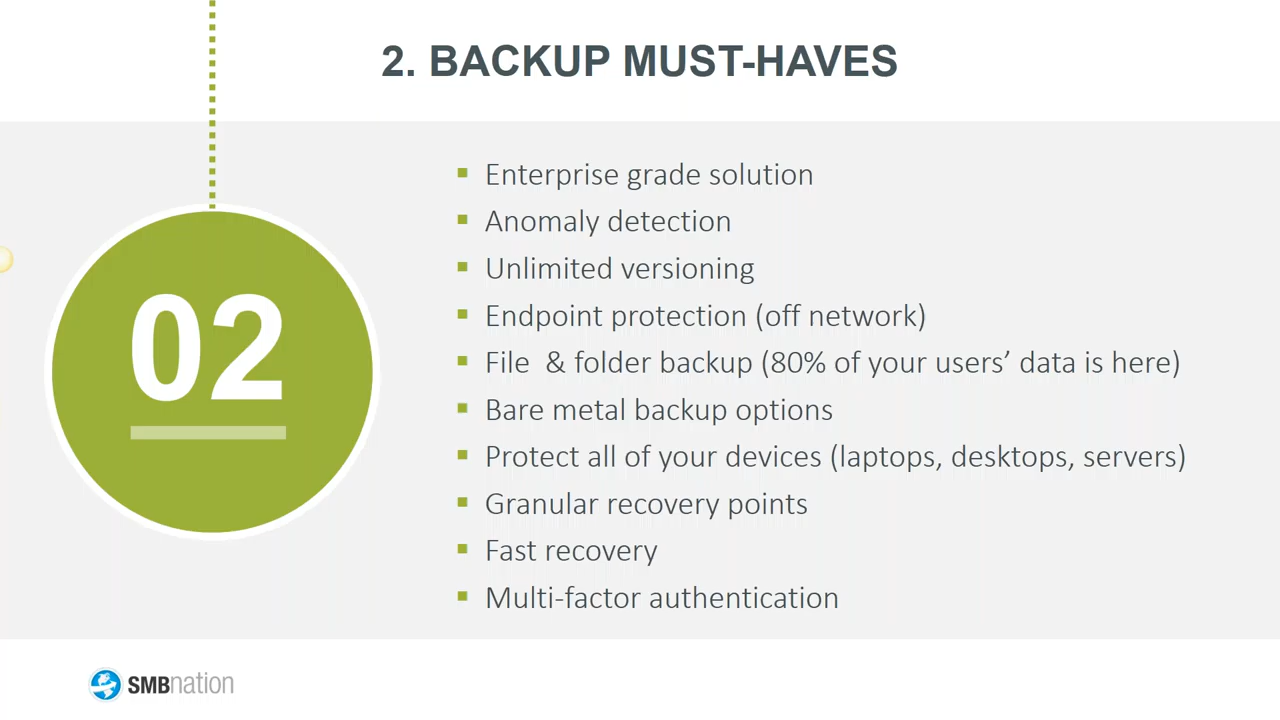 2. BACKUP MUST-HAVES
02
Enterprise grade solution
Anomaly detection
Unlimited versioning
Endpoint protection (off network)
File & folder backup (80% of your users’ data is here)
Bare metal backup options
Protect all of your devices (laptops, desktops, servers)
Granular recovery points
Fast recovery
Multi-factor authentication
SMBnation